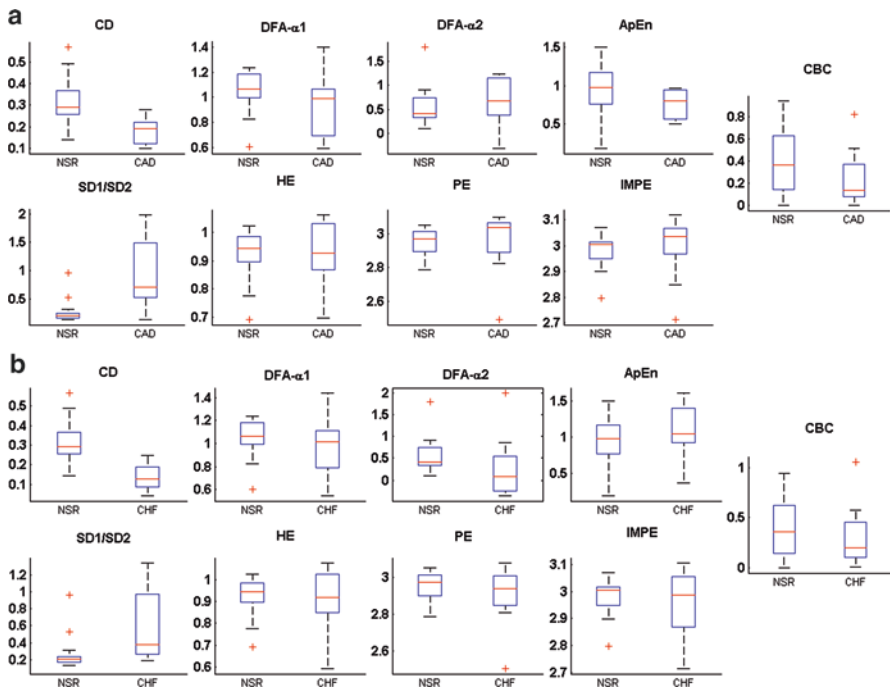 a
CD
0.5
0.4
0.3
0.2
0.1
NSR CAD
DFA-α1
1.4
1.2
1
0.8
0.6
NSR CAD
DFA-α2
1.5
1
0.5
0
NSR CAD
ApEn
1.5
1
0.5
NSR CAD
CBC
0.8
0.6
0.4
0.2
0
NSR CAD
SD1/SD2
2
1.5
1
0.5
NSR CAD
HE
1
0.9
0.8
0.7
NSR CAD
PE
3
2.8
2.6
NSR CAD
IMPE
3.1
3
2.9
2.8
2.7
NSR CAD
b
CD
0.5
0.4
0.3
0.2
0.1
NSR CHF
DFA-α1
1.4
1.2
1
0.8
0.6
NSR CHF
DFA-α2
2
1.5
1
0.5
0
NSR CHF
ApEn
1.5
1
0.5
NSR CHF
CBC
1
0.5
0
NSR CHF
SD1/SD2
1.2
1
0.8
0.6
0.4
0.2
NSR CHF
HE
1
0.9
0.8
0.7
0.6
NSR CHF
PE
3
2.8
2.6
NSR CHF
IMPE
3.1
3
2.9
2.8
2.7
NSR CHF